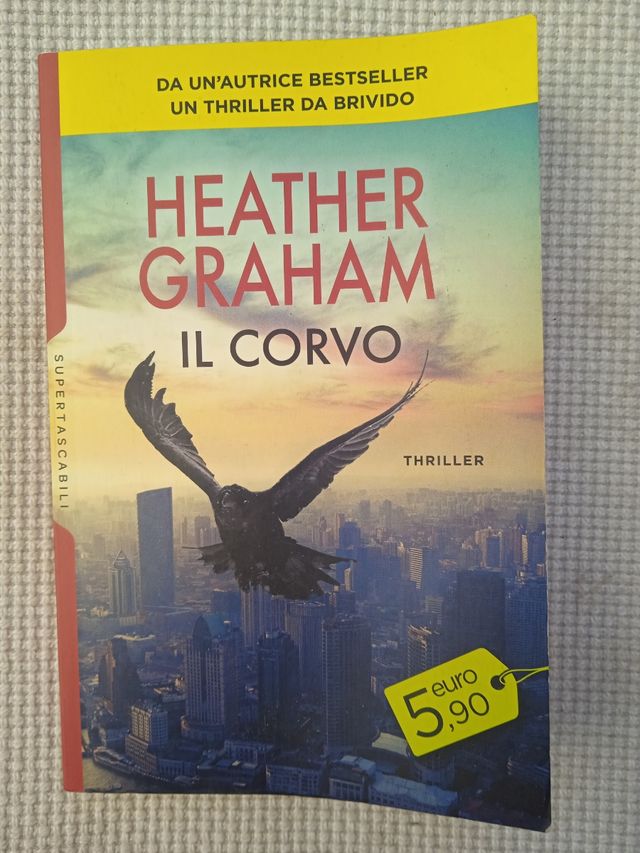 DA UN'AUTRICE BESTSELLER
UN THRILLER DA BRIVIDO
HEATHER
GRAHAM
IL CORVO
SUPERTASCABILI
THRILLER
5 euro
,90